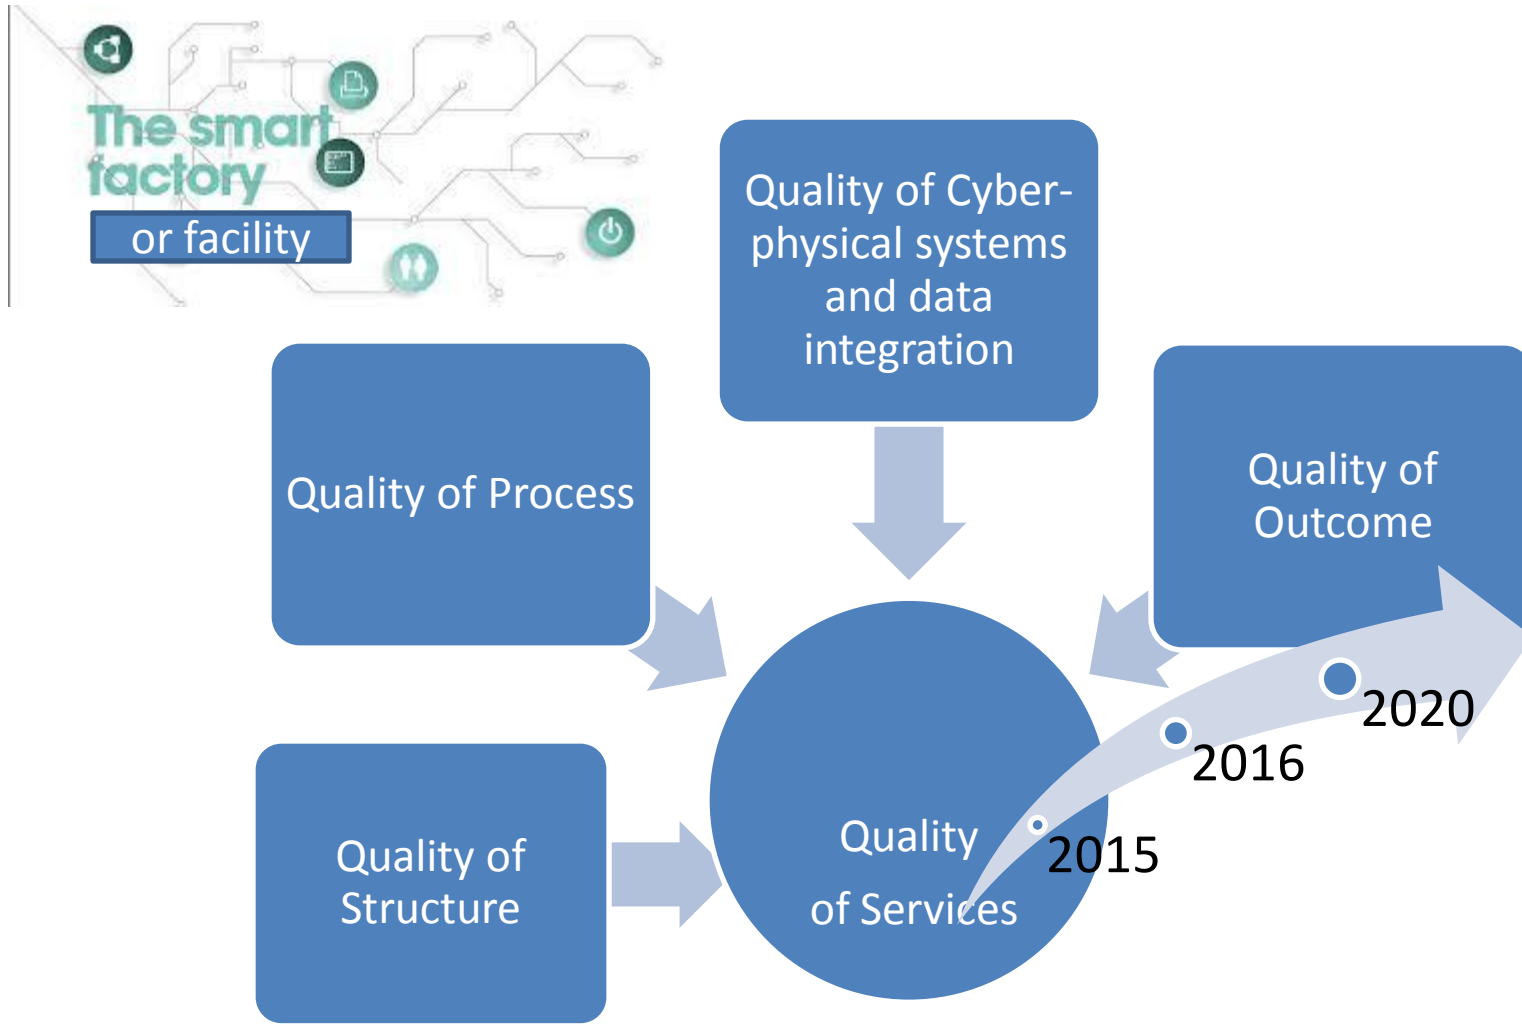 The smart
factory
or facility
Quality of Cyber-
physical systems
and data
integration
Quality of Process
Quality of
Outcome
Quality of
Structure
Quality
of Services
2015
2016
2020